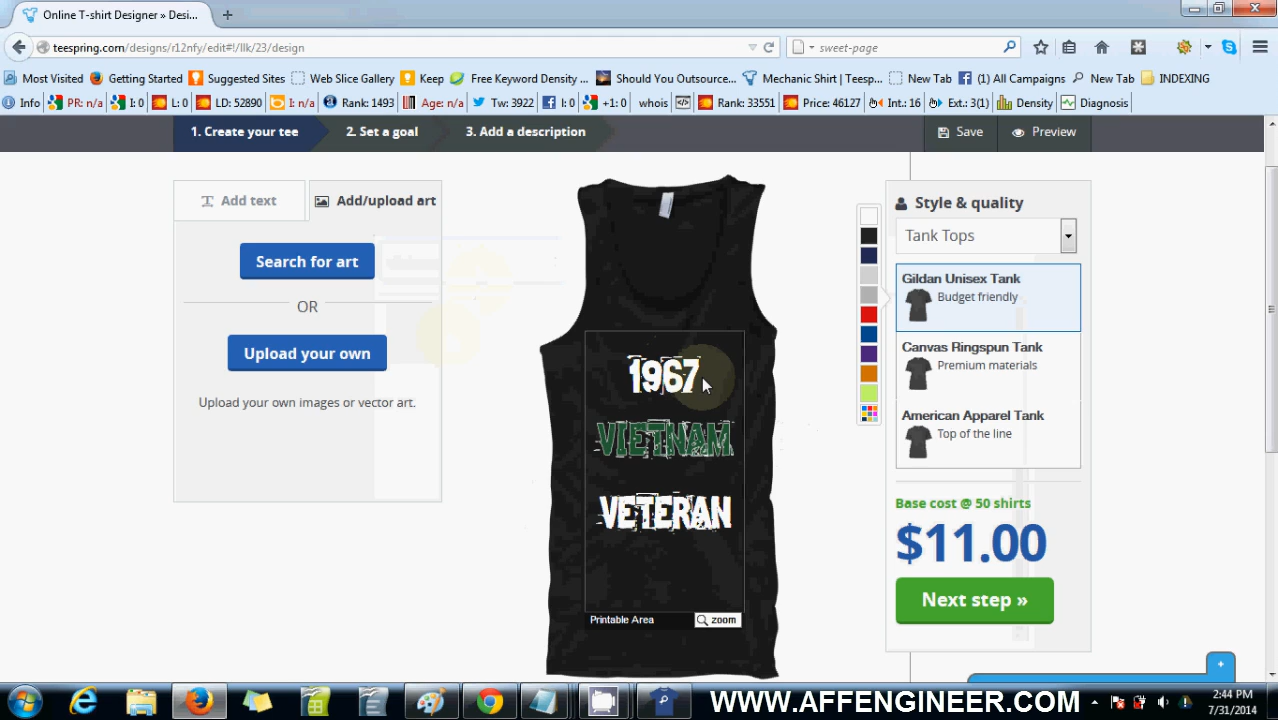 Online T-shirt Designer » Desi...
teespring.com/designs/r12nfy/edit#!/llk/23/design
sweet-page
Most Visited Getting Started Suggested Sites Web Slice Gallery Keep Free Keyword Density ... Should You Outsource... Mechanic Shirt | Teesp... New Tab (1) All Campaigns New Tab INDEXING
Info PR: n/a I: 0 L: 0 LD: 52890 I: n/a Rank: 1493 Age: n/a Tw: 3922 I: 0 +1: 0 whois Rank: 33551 Price: 46127 Int.: 16 Ext.: 3(1) Density Diagnosis
1. Create your tee 2. Set a goal 3. Add a description Save Preview
Add text Add/upload art
Style & quality
Tank Tops
Search for art
OR
Upload your own
Upload your own images or vector art.
1967
VIETNAM
VETERAN
Printable Area zoom
Gildan Unisex Tank
Budget friendly
Canvas Ringspun Tank
Premium materials
American Apparel Tank
Top of the line
Base cost @ 50 shirts
$11.00
Next step »
+
WWW.AFFENGINEER.COM
2:44 PM
7/31/2014